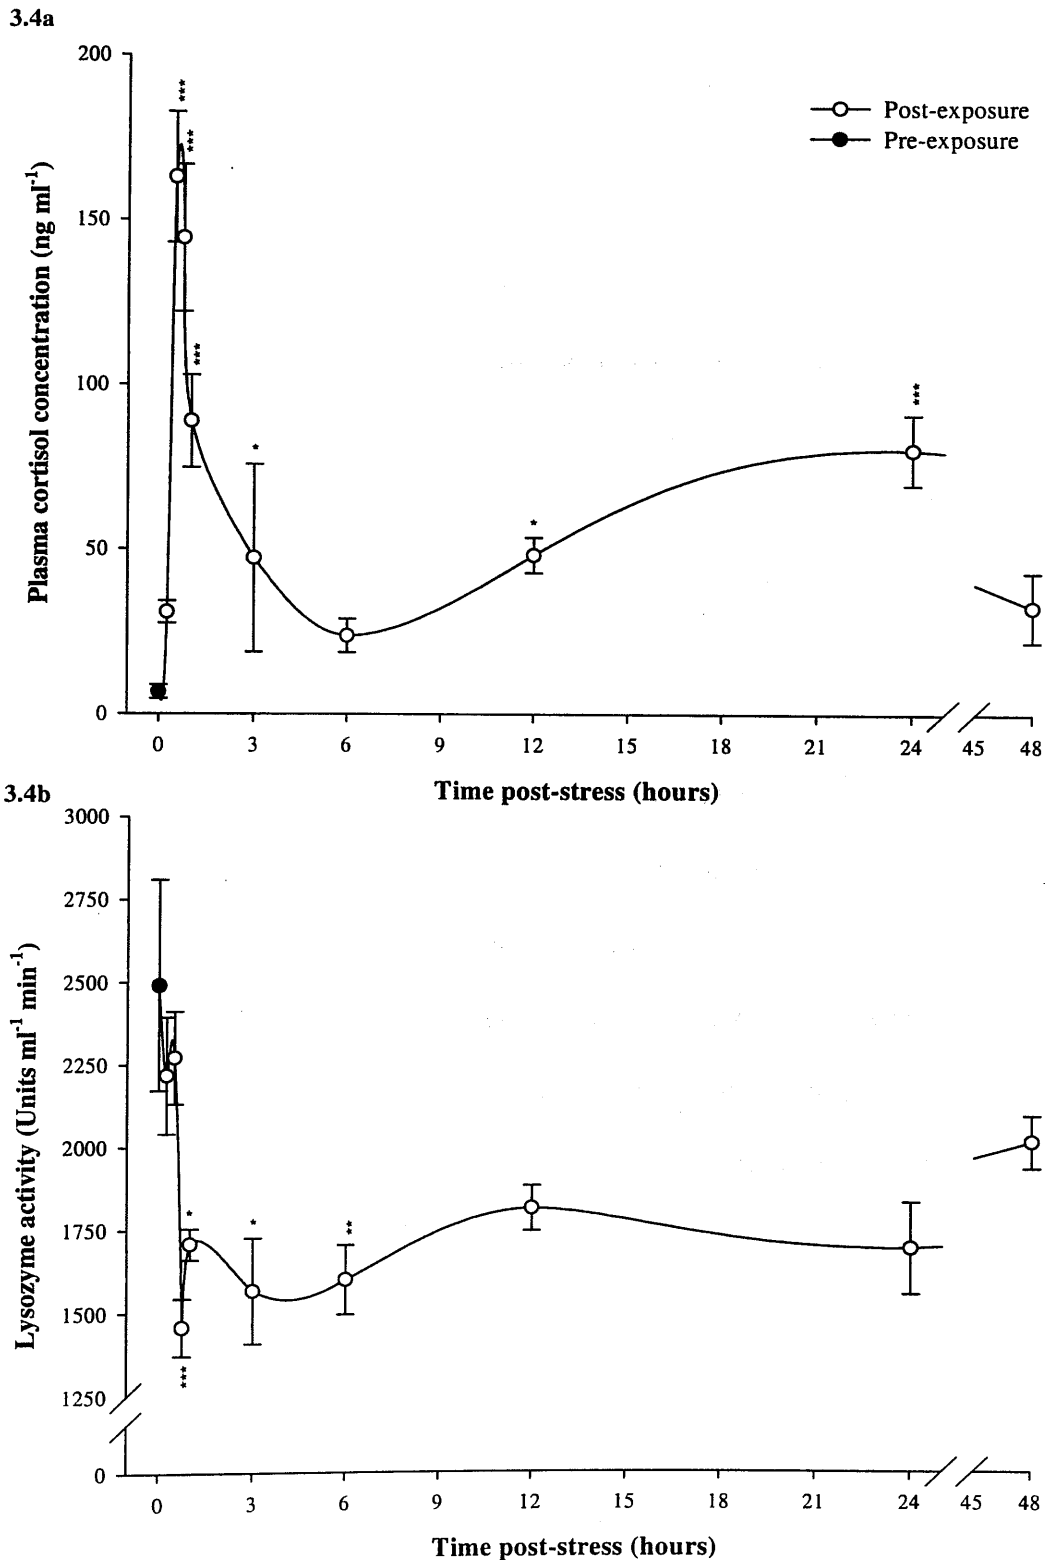 3.4a
200
150
100
50
0
Plasma cortisol concentration (ng ml⁻¹)
Post-exposure
Pre-exposure
***
***
***
*
*
***
0 3 6 9 12 15 18 21 24 45 48
Time post-stress (hours)
3.4b
3000
2750
2500
2250
2000
1750
1500
1250
0
Lysozyme activity (Units ml⁻¹ min⁻¹)
*
*
**
***
0 3 6 9 12 15 18 21 24 45 48
Time post-stress (hours)